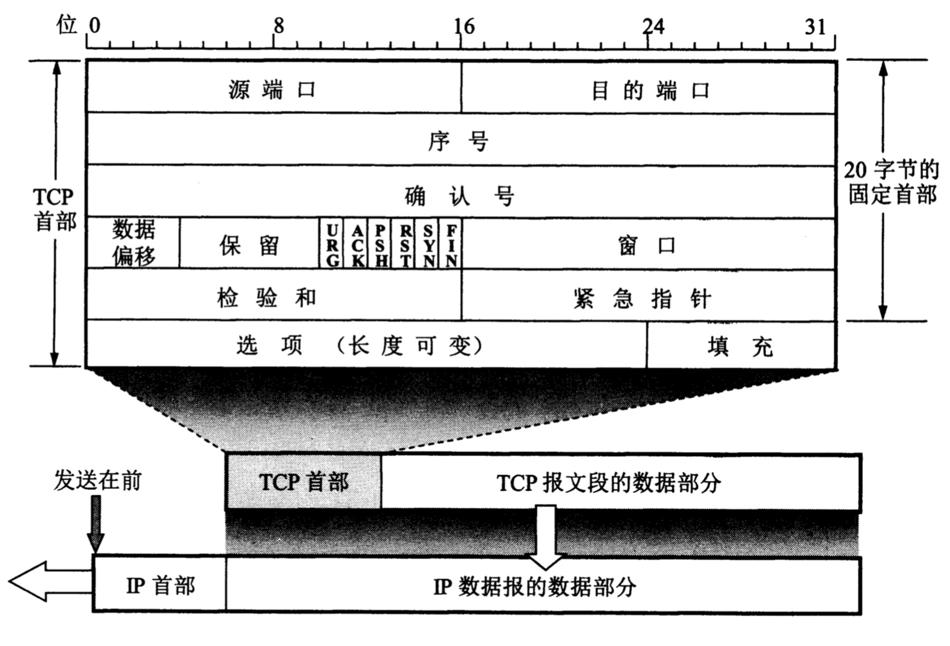 位 0 8 16 24 31
源端口 目的端口
序号
确认号
TCP
首部
20 字节的
固定首部
数据
偏移
保留
URG
ACK
PSH
RST
SYN
FIN
窗口
检验和 紧急指针
选项 (长度可变) 填充
发送在前
TCP 首部 TCP 报文段的数据部分
IP 首部 IP 数据报的数据部分